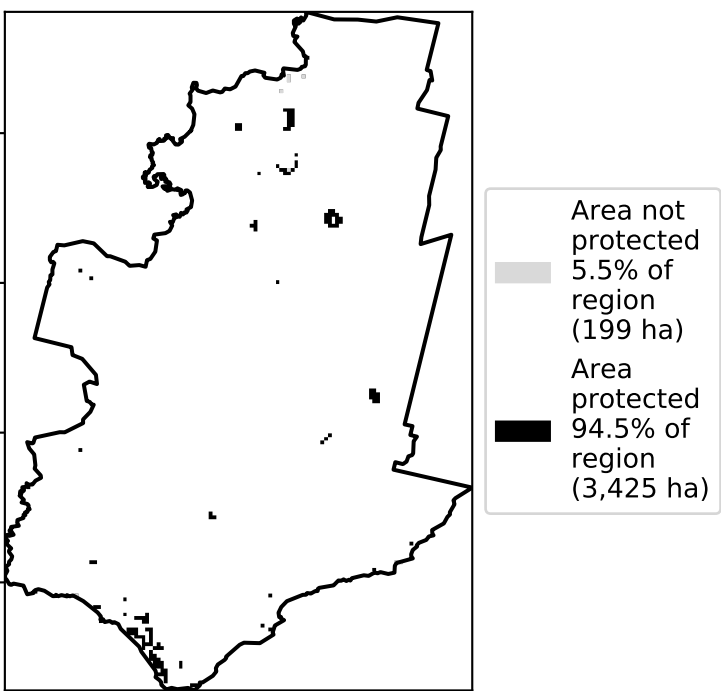 Area not
protected
5.5% of
region
(199 ha)
Area
protected
94.5% of
region
(3,425 ha)